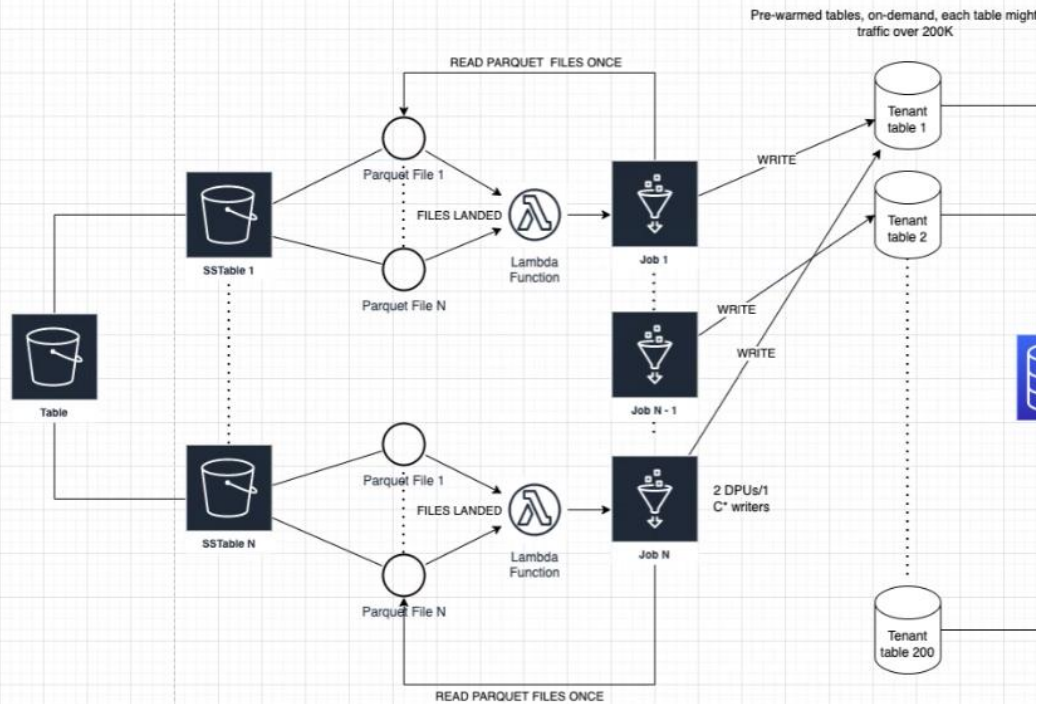 Pre-warmed tables, on-demand, each table might
traffic over 200K
READ PARQUET FILES ONCE
Tenant
table 1
WRITE
Parquet File 1
FILES LANDED
Lambda
Function
Job 1
SSTable 1
Parquet File N
Tenant
table 2
WRITE
WRITE
Table
Job N - 1
Parquet File 1
FILES LANDED
2 DPUs/1
C* writers
SSTable N
Lambda
Function
Job N
Parquet File N
Tenant
table 200
READ PARQUET FILES ONCE